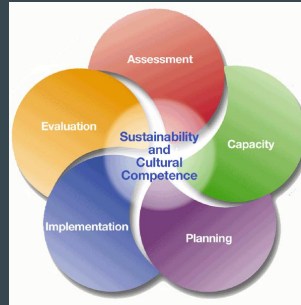 Assessment
Capacity
Planning
Implementation
Evaluation
Sustainability
and
Cultural
Competence